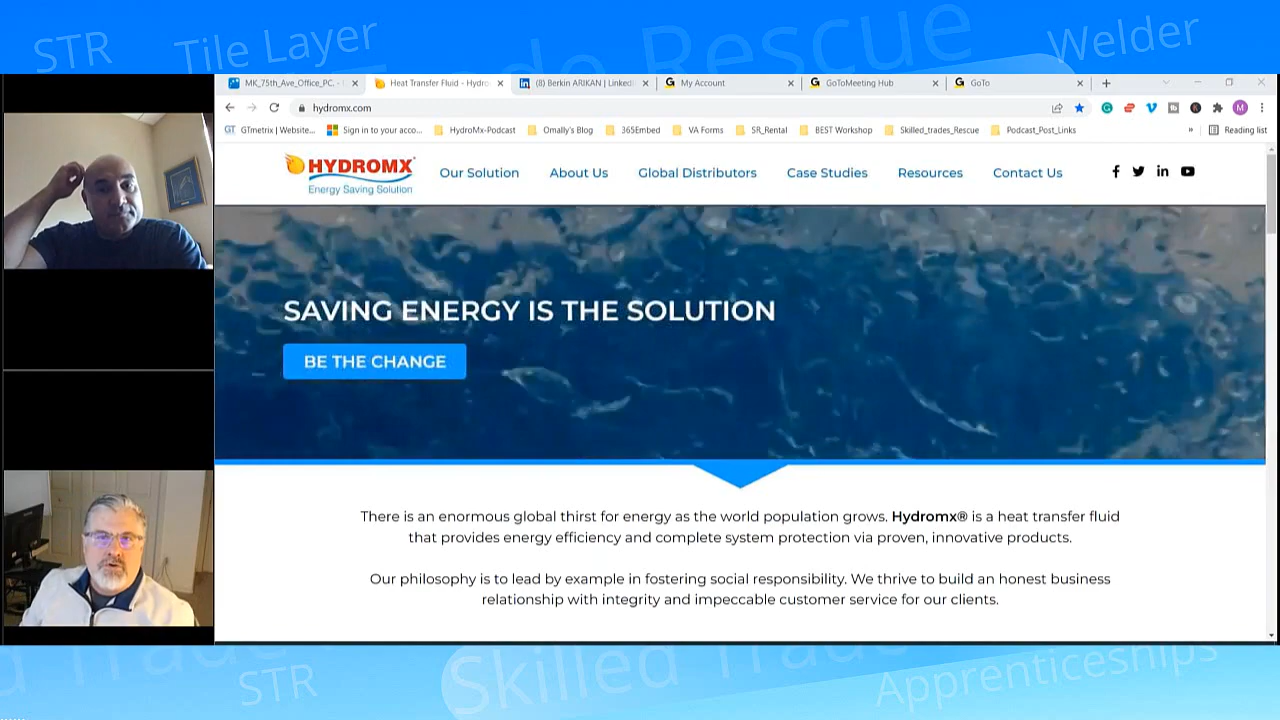 STR
Tile Layer
Trade Rescue
Welder
MK_75th_Ave_Office_PC. -
Heat Transfer Fluid - Hydro
(8) Berkin ARIKAN | LinkedI
My Account
GoToMeeting Hub
GoTo
hydromx.com
GTmetrix | Website...
Sign in to your acco...
HydroMx-Podcast
Omally's Blog
365Embed
VA Forms
SR_Rental
BEST Workshop
Skilled_trades_Rescue
Podcast_Post_Links
»
Reading list
HYDROMX®
Energy Saving Solution
Our Solution
About Us
Global Distributors
Case Studies
Resources
Contact Us
SAVING ENERGY IS THE SOLUTION
BE THE CHANGE
There is an enormous global thirst for energy as the world population grows. Hydromx® is a heat transfer fluid
that provides energy efficiency and complete system protection via proven, innovative products.
Our philosophy is to lead by example in fostering social responsibility. We thrive to build an honest business
relationship with integrity and impeccable customer service for our clients.
STR
Skilled Trade
Apprenticeships